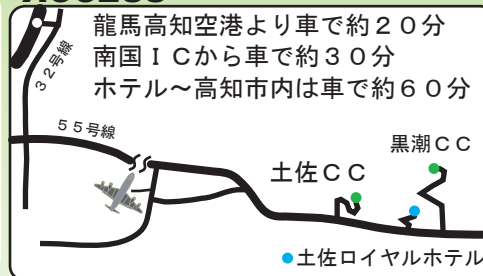 龍馬高知空港より車で約２０分
南国ＩＣから車で約３０分
ホテル～高知市内は車で約６０分
３２号線
５５号線
黒潮ＣＣ
土佐ＣＣ
●土佐ロイヤルホテル